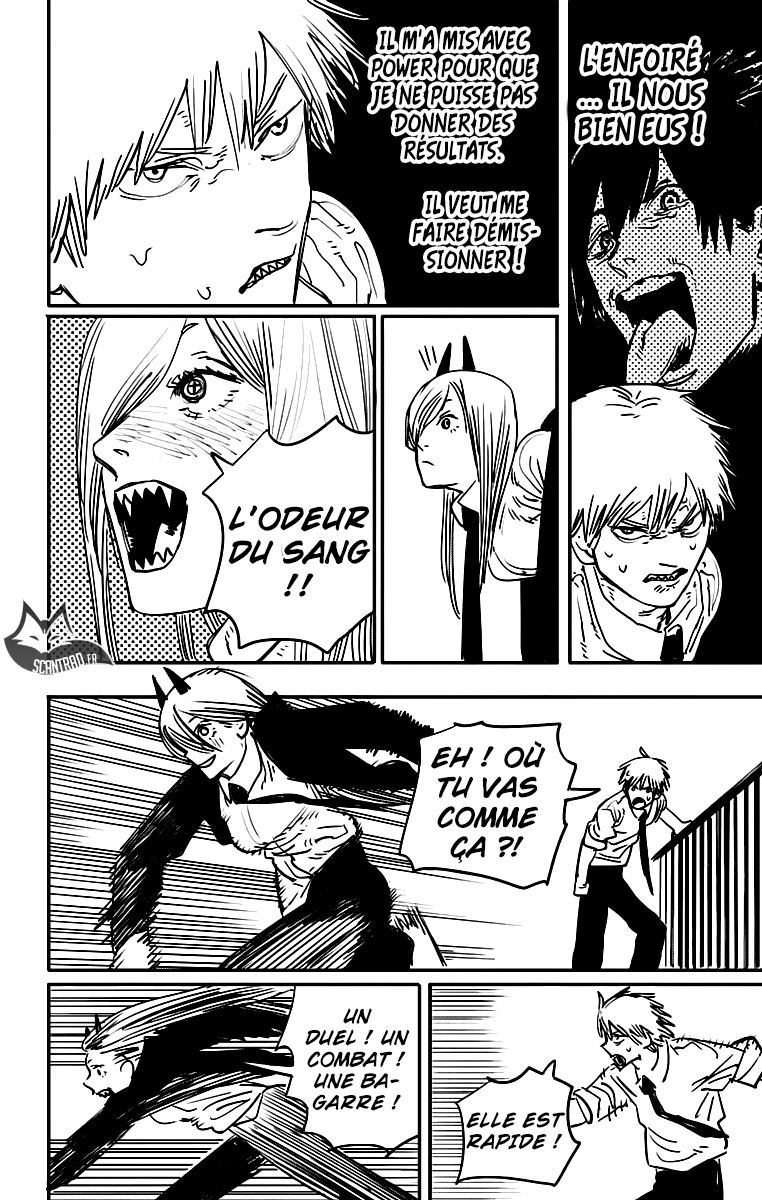 L'ENFOIRÉ
... IL NOUS
BIEN EUS !
IL M'A MIS AVEC
POWER POUR QUE
JE NE PUISSE PAS
DONNER DES
RÉSULTATS.
IL VEUT ME
FAIRE DÉMIS-
SIONNER !
L'ODEUR
DU SANG
!!
SCANTRAD.FR
EH ! OÙ
TU VAS
COMME
ÇA ?!
UN
DUEL ! UN
COMBAT !
UNE BA-
GARRE !
ELLE EST
RAPIDE !